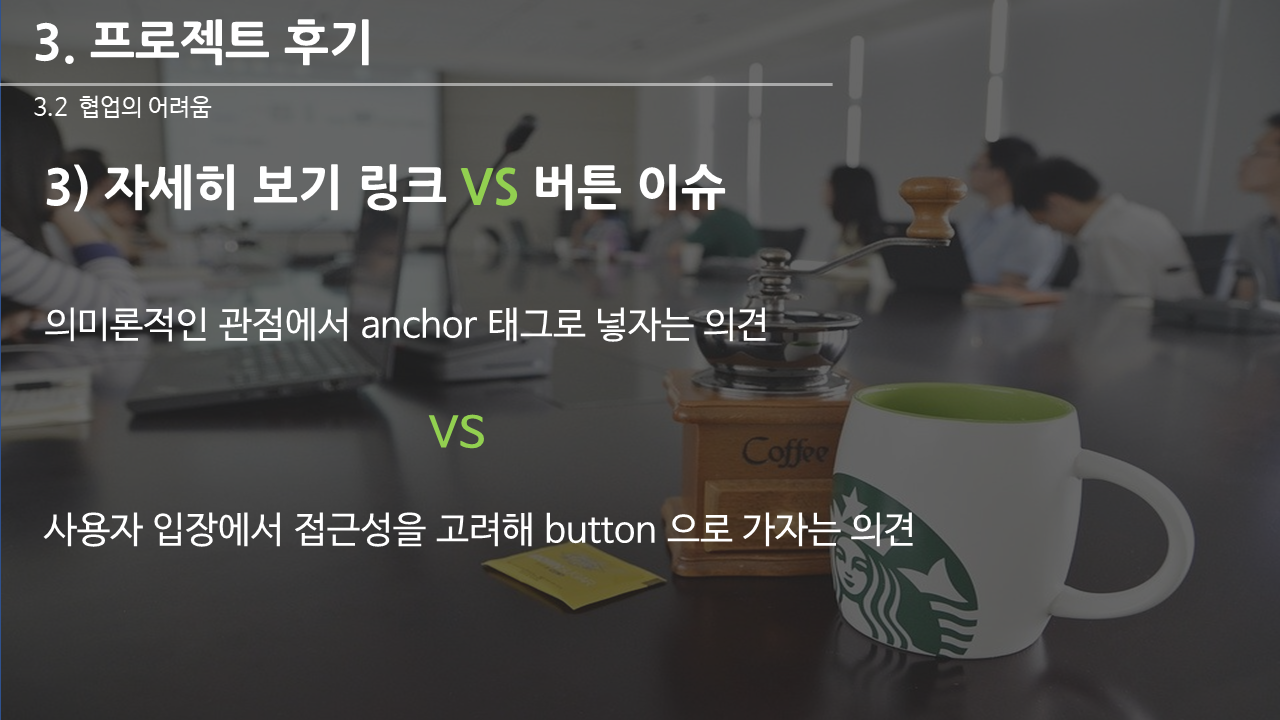 3. 프로젝트 후기
3.2 협업의 어려움
3) 자세히 보기 링크 VS 버튼 이슈
의미론적인 관점에서 anchor 태그로 넣자는 의견
VS
사용자 입장에서 접근성을 고려해 button 으로 가자는 의견
Coffee